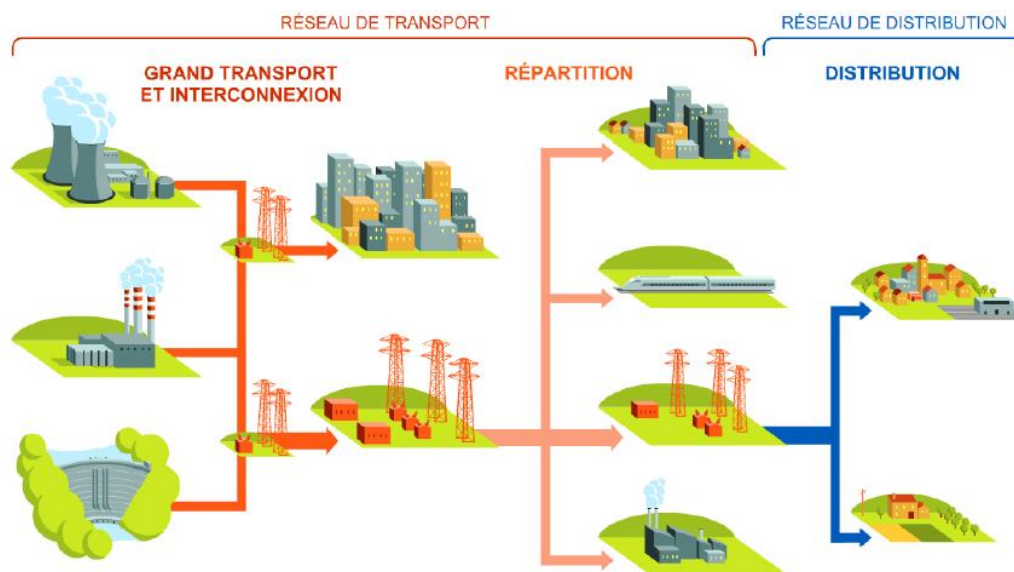 RÉSEAU DE TRANSPORT
RÉSEAU DE DISTRIBUTION
GRAND TRANSPORT
ET INTERCONNEXION
RÉPARTITION
DISTRIBUTION